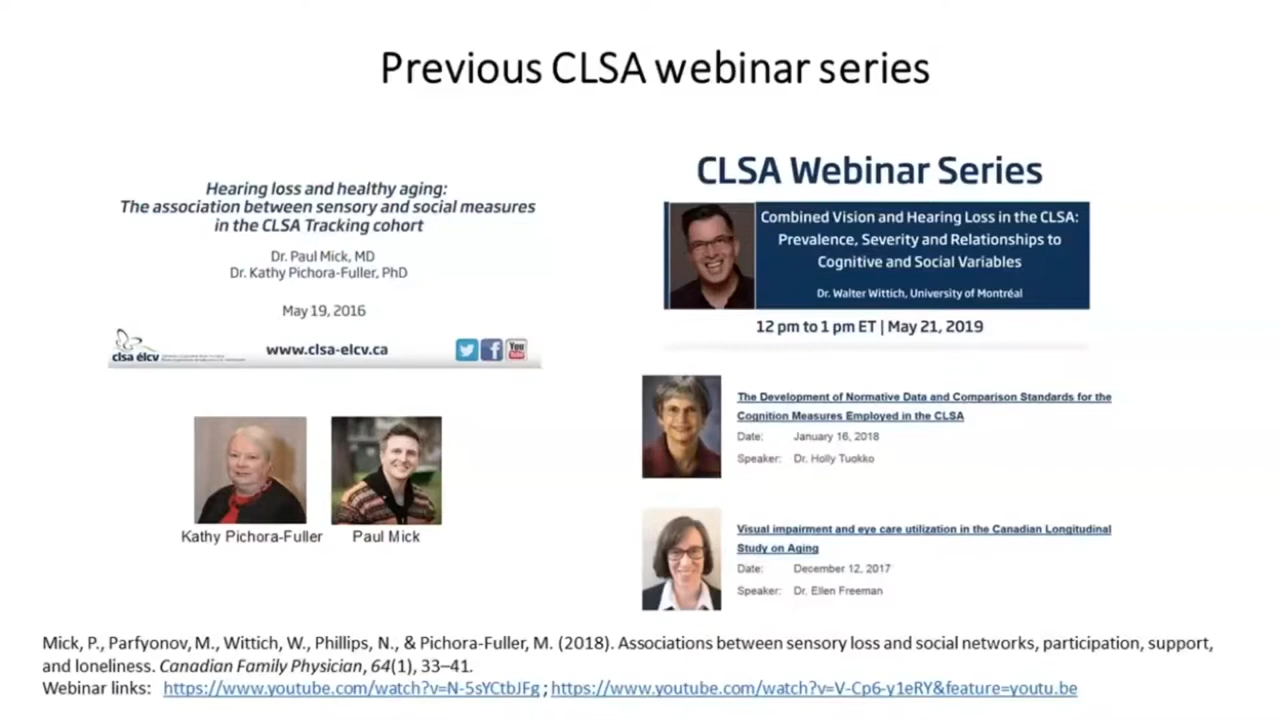 Previous CLSA webinar series
Hearing loss and healthy aging:
The association between sensory and social measures
in the CLSA Tracking cohort
Dr. Paul Mick, MD
Dr. Kathy Pichora-Fuller, PhD
May 19, 2016
clsa élcv
www.clsa-elcv.ca
You
Kathy Pichora-Fuller
Paul Mick
CLSA Webinar Series
Combined Vision and Hearing Loss in the CLSA:
Prevalence, Severity and Relationships to
Cognitive and Social Variables
Dr. Walter Wittich, University of Montréal
12 pm to 1 pm ET | May 21, 2019
The Development of Normative Data and Comparison Standards for the
Cognition Measures Employed in the CLSA
Date: January 16, 2018
Speaker: Dr. Holly Tuokko
Visual impairment and eye care utilization in the Canadian Longitudinal
Study on Aging
Date: December 12, 2017
Speaker: Dr. Ellen Freeman
Mick, P., Parfyonov, M., Wittich, W., Phillips, N., & Pichora-Fuller, M. (2018). Associations between sensory loss and social networks, participation, support,
and loneliness. Canadian Family Physician, 64(1), 33–41.
Webinar links: https://www.youtube.com/watch?v=N-5sYCtbJFg ; https://www.youtube.com/watch?v=V-Cp6-y1eRY&feature=youtu.be